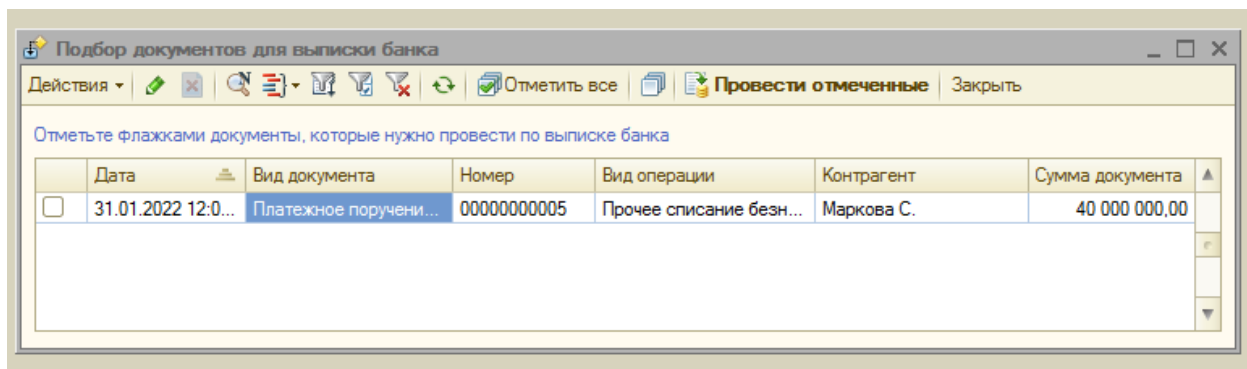 Подбор документов для выписки банка
Действия Отметить все Провести отмеченные Закрыть
Отметьте флажками документы, которые нужно провести по выписке банка
Дата Вид документа Номер Вид операции Контрагент Сумма документа
31.01.2022 12:0... Платежное поручени... 00000000005 Прочее списание безн... Маркова С. 40 000 000,00